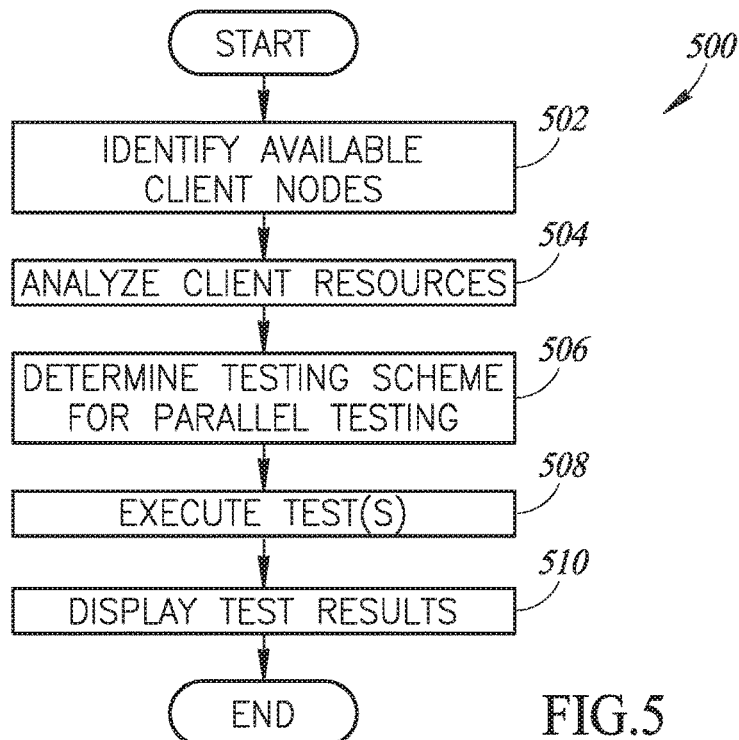 START
500
502
IDENTIFY AVAILABLE
CLIENT NODES
504
ANALYZE CLIENT RESOURCES
506
DETERMINE TESTING SCHEME
FOR PARALLEL TESTING
508
EXECUTE TEST(S)
510
DISPLAY TEST RESULTS
END
FIG.5